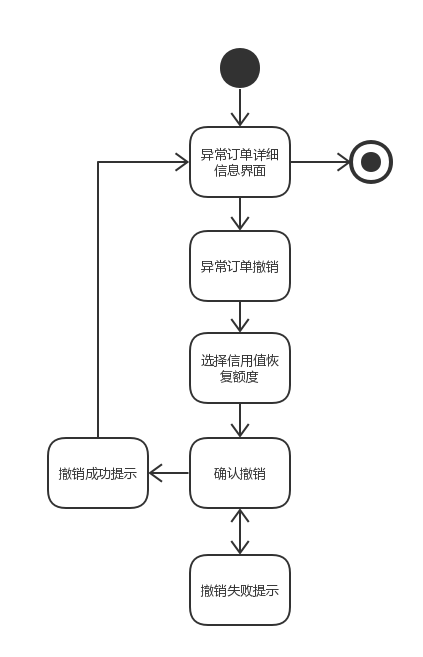 异常订单详细
信息界面
异常订单撤销
选择信用值恢
复额度
撤销成功提示
确认撤销
撤销失败提示